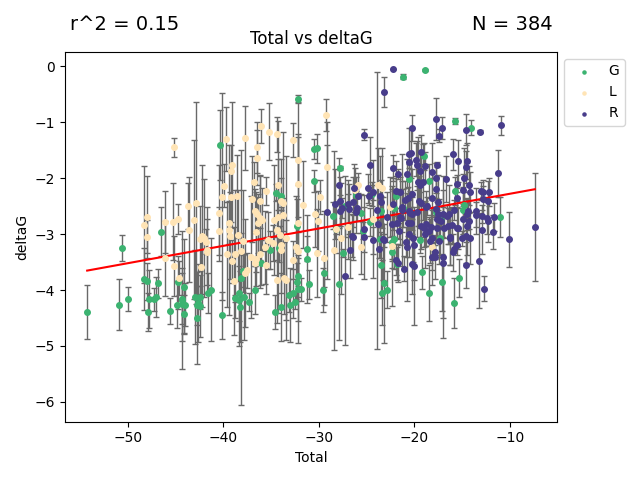 r^2 = 0.15
N = 384
Total vs deltaG
G
L
R
0
−1
−2
−3
−4
−5
−6
deltaG
−50
−40
−30
−20
−10
Total